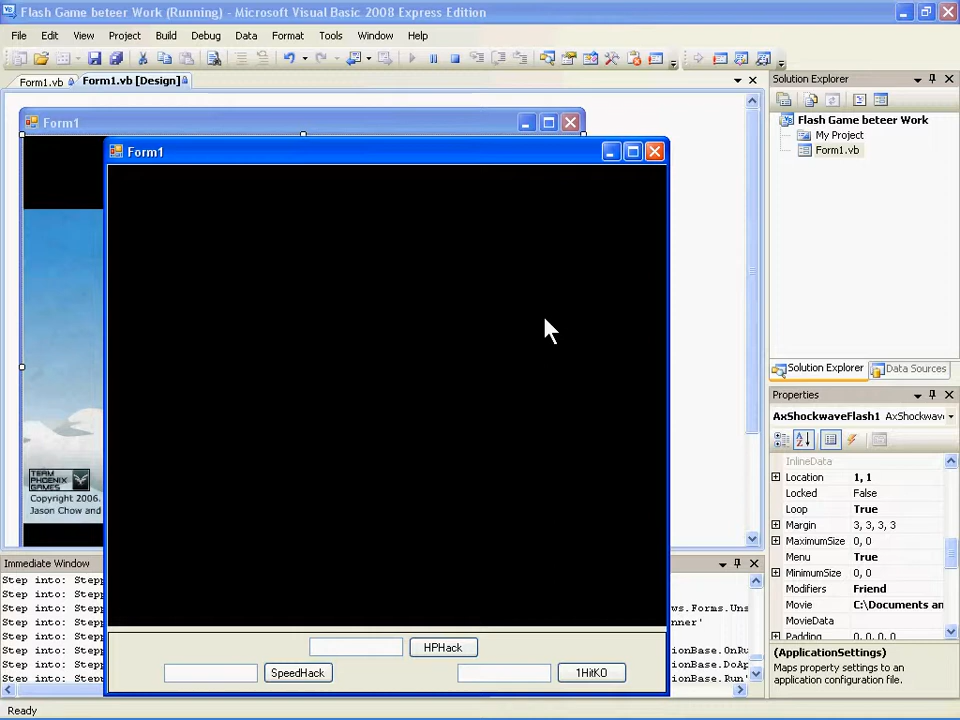 Flash Game beteer Work (Running) - Microsoft Visual Basic 2008 Express Edition
File Edit View Project Build Debug Data Format Tools Window Help
Form1.vb Form1.vb [Design]
Form1
Form1
HPHack
SpeedHack
1HitKO
TEAM
PHOENIX
GAMES
Copyright 2006.
Jason Chow and
Immediate Window
Step into: Stepp
Step into: Stepp
Step into: Stepp
ws.Forms.Uns
Step into: Stepp
nner'
Step into: Stepp
ionBase.OnRu
Step into: Stepp
ionBase.DoAp
Step into: Stepp
ionBase.Run'
Solution Explorer
Flash Game beteer Work
My Project
Form1.vb
Solution Explorer Data Sources
Properties
AxShockwaveFlash1 AxShockwav
InlineData
Location 1, 1
Locked False
Loop True
Margin 3, 3, 3, 3
MaximumSize 0, 0
Menu True
MinimumSize 0, 0
Modifiers Friend
Movie C:\Documents an
MovieData
Padding 0, 0, 0, 0
(ApplicationSettings)
Maps property settings to an
application configuration file.
Ready